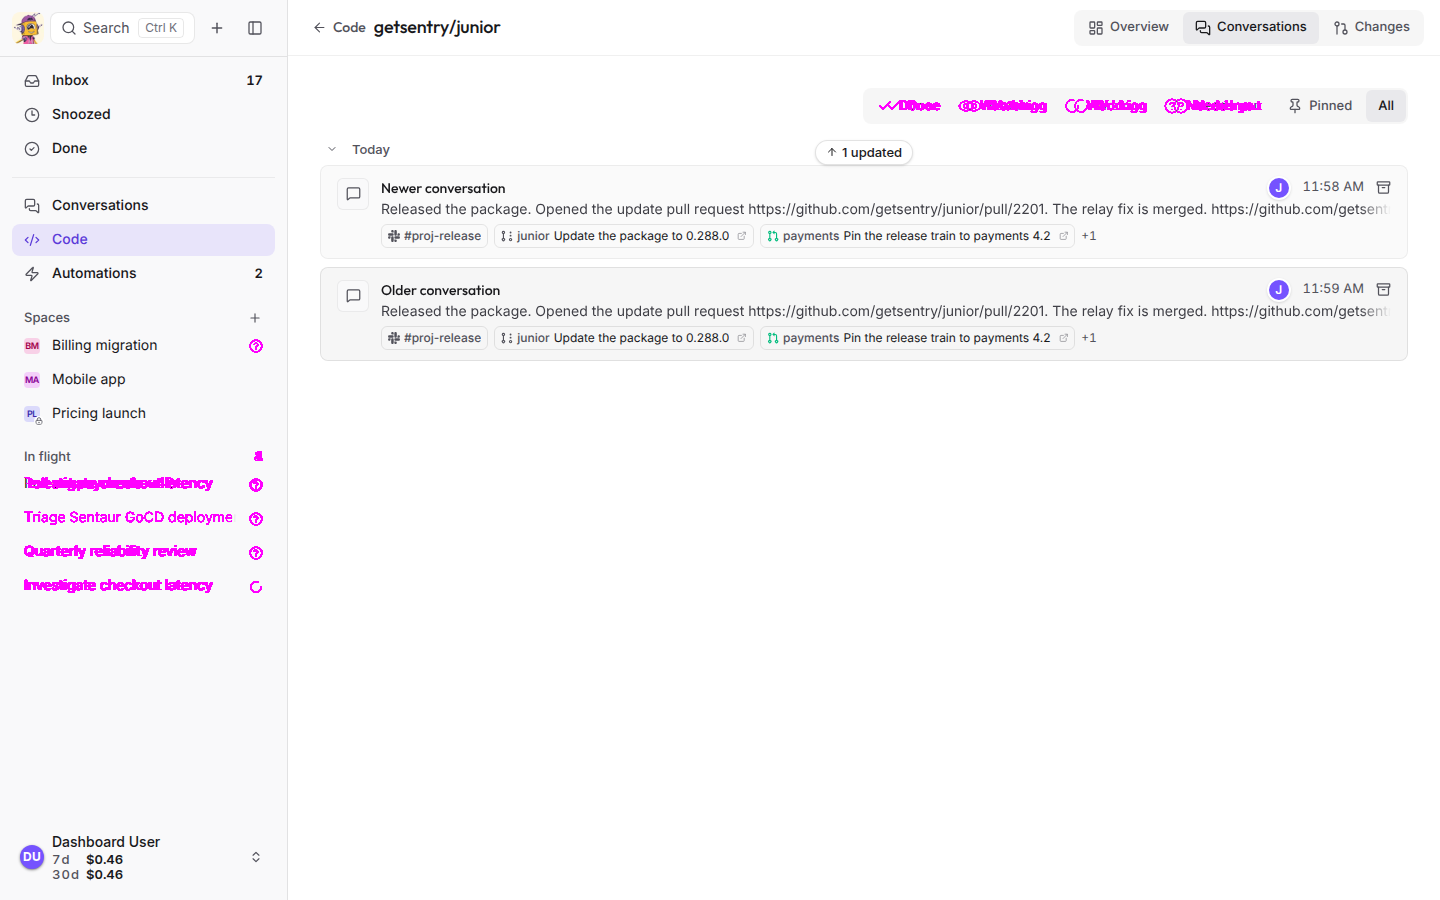 Search Ctrl K
Inbox 17
Snoozed
Done
Conversations
Code
Automations 2
Spaces
BM Billing migration
MA Mobile app
PL Pricing launch
In flight
Triage Sentaur GoCD deployme
Quarterly reliability review
Investigate checkout latency
DU Dashboard User
7d $0.46
30d $0.46
Code getsentry/junior
Overview Conversations Changes
Pinned All
Today
1 updated
Newer conversation J 11:58 AM
Released the package. Opened the update pull request https://github.com/getsentry/junior/pull/2201. The relay fix is merged. https://github.com/getsent
#proj-release junior Update the package to 0.288.0 payments Pin the release train to payments 4.2 +1
Older conversation J 11:59 AM
Released the package. Opened the update pull request https://github.com/getsentry/junior/pull/2201. The relay fix is merged. https://github.com/getsent
#proj-release junior Update the package to 0.288.0 payments Pin the release train to payments 4.2 +1